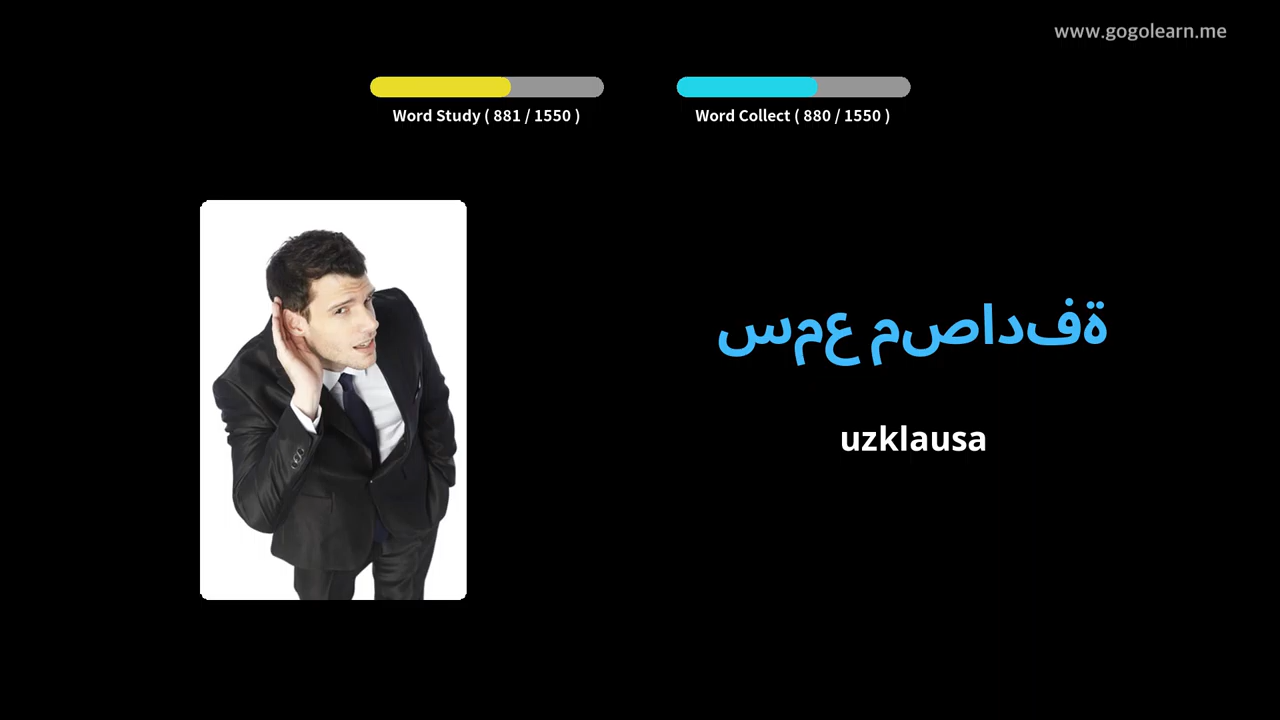 www.gogolearn.me
Word Study ( 881 / 1550 )
Word Collect ( 880 / 1550 )
سمع مصادفة
uzklausa